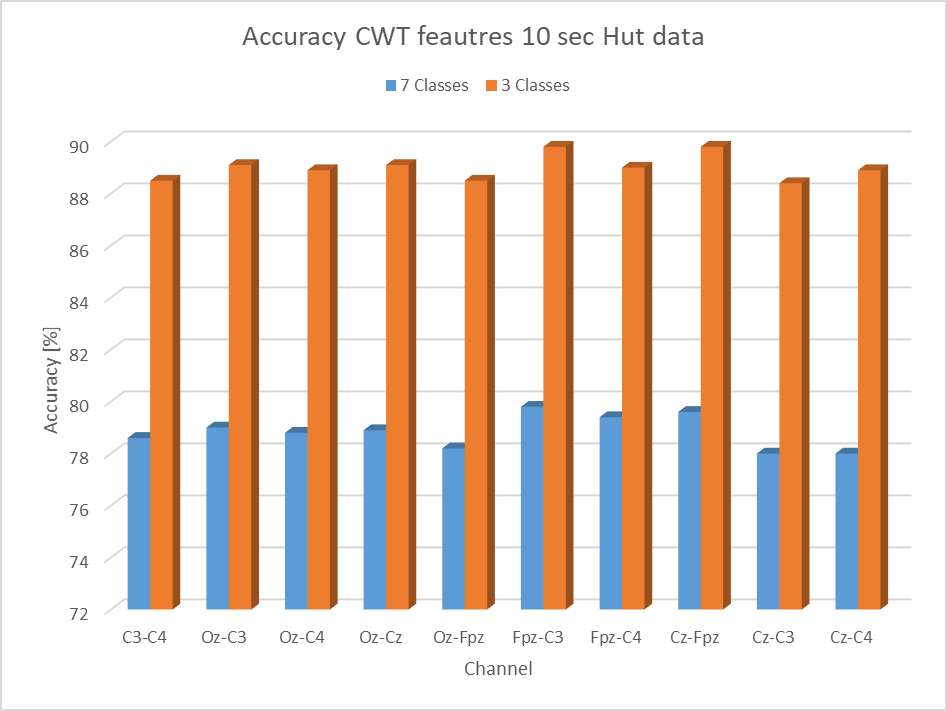 Accuracy CWT feautres 10 sec Hut data
7 Classes 3 Classes
90
88
86
84
82
80
78
76
74
72
Accuracy [%]
C3-C4 Oz-C3 Oz-C4 Oz-Cz Oz-Fpz Fpz-C3 Fpz-C4 Cz-Fpz Cz-C3 Cz-C4
Channel